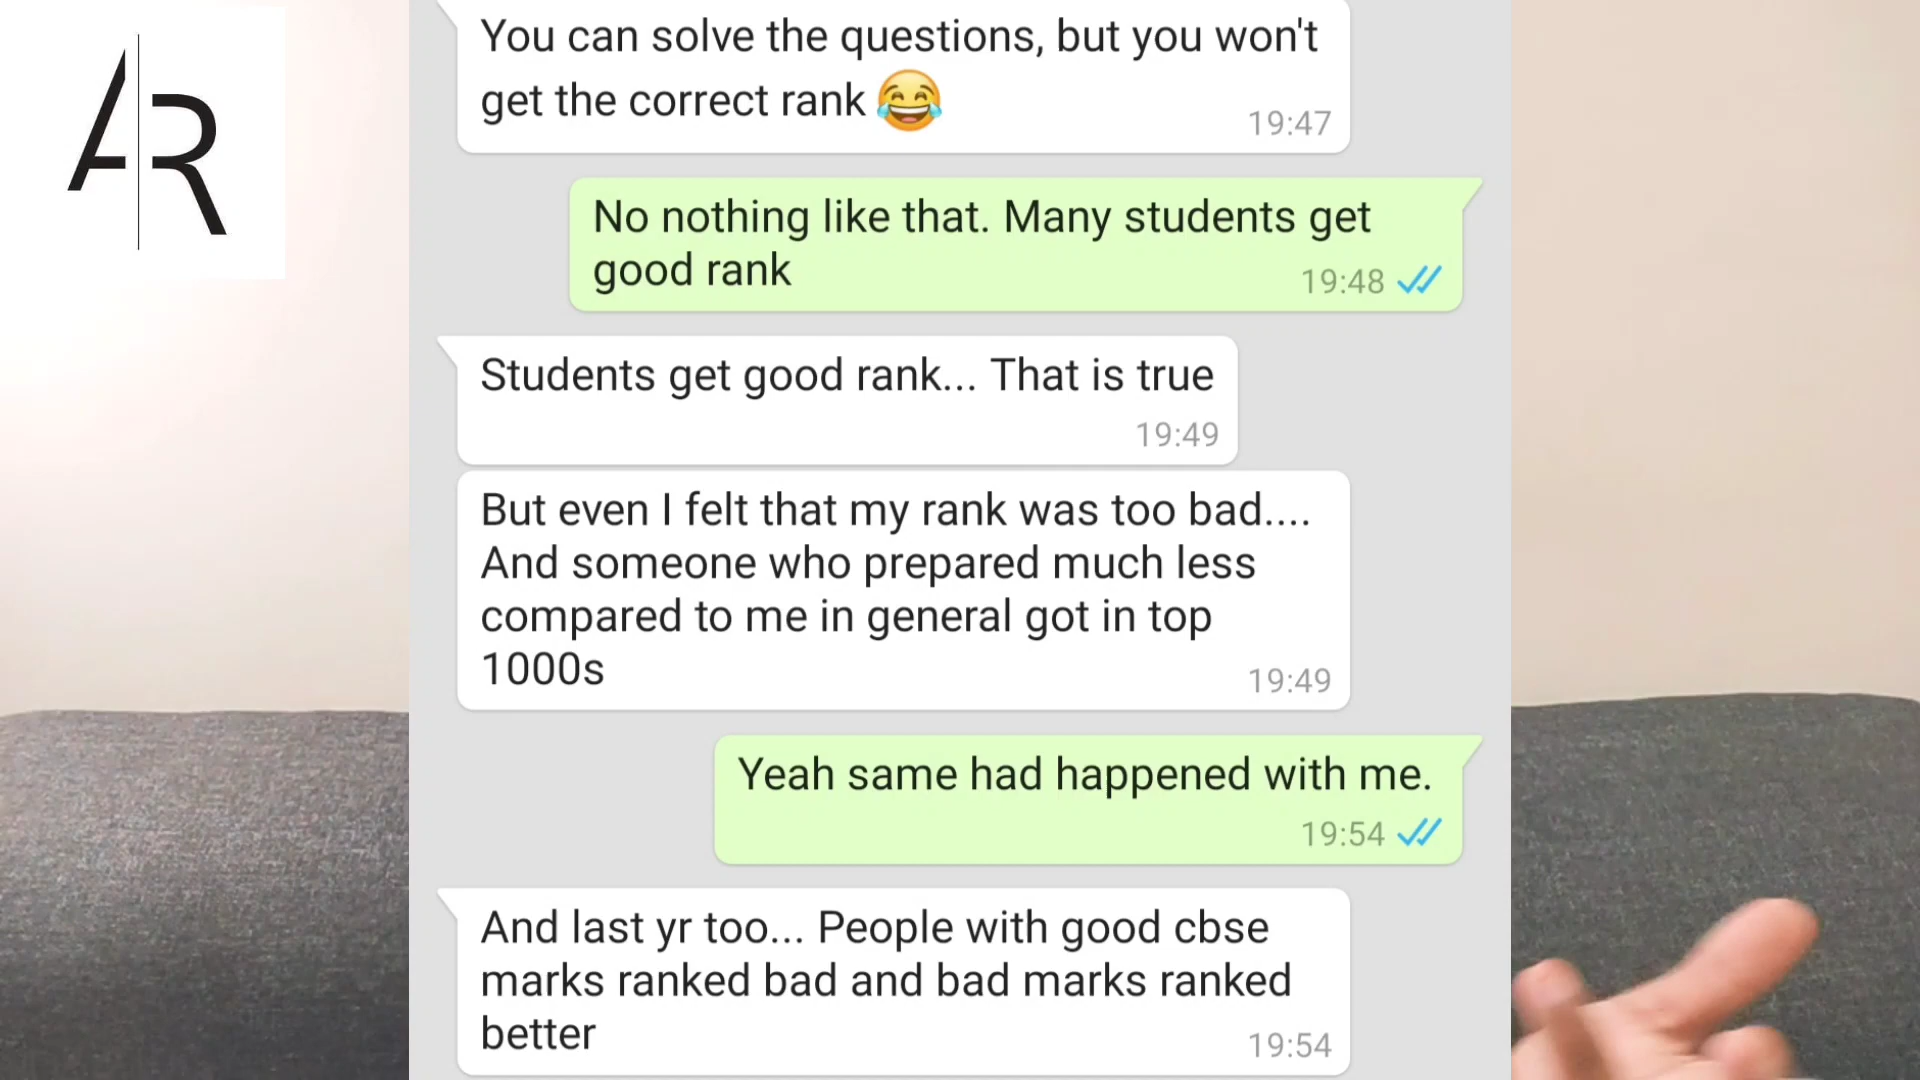 AR
You can solve the questions, but you won't
get the correct rank 😂
19:47
No nothing like that. Many students get
good rank
19:48
Students get good rank... That is true
19:49
But even I felt that my rank was too bad....
And someone who prepared much less
compared to me in general got in top
1000s
19:49
Yeah same had happened with me.
19:54
And last yr too... People with good cbse
marks ranked bad and bad marks ranked
better
19:54